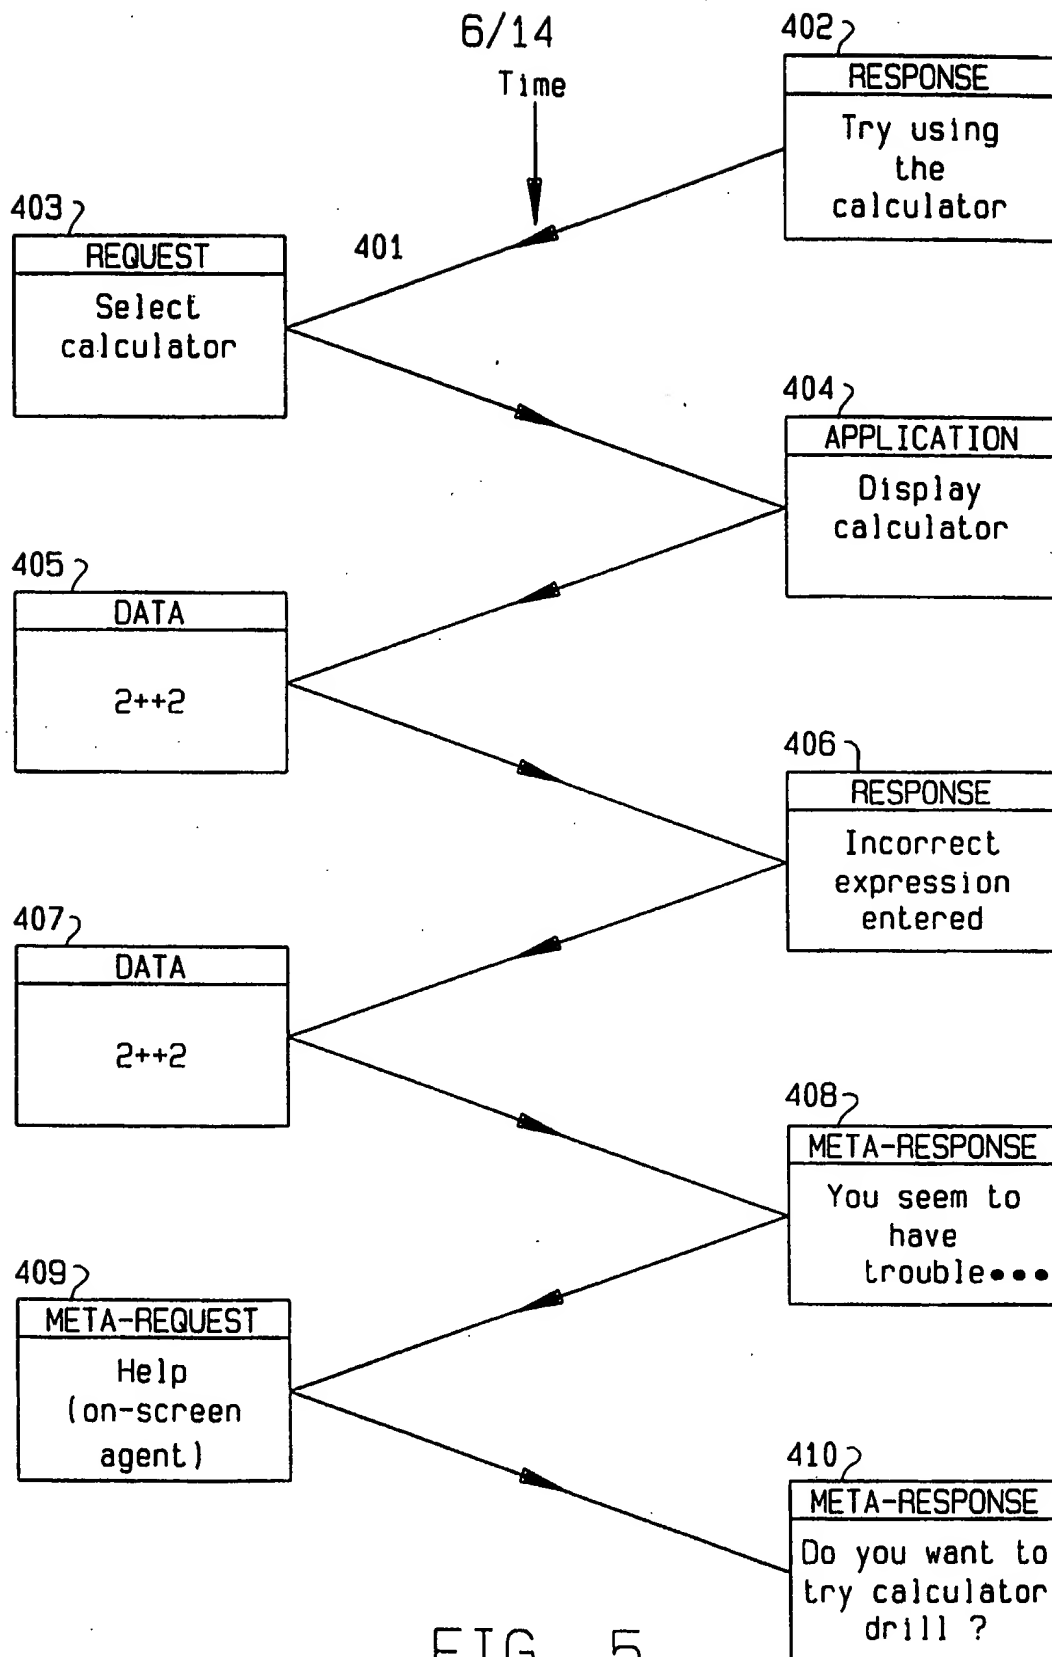 6/14
Time
402
RESPONSE
Try using
the
calculator
403
REQUEST
Select
calculator
401
404
APPLICATION
Display
calculator
405
DATA
2++2
406
RESPONSE
Incorrect
expression
entered
407
DATA
2++2
408
META-RESPONSE
You seem to
have
trouble•••
409
META-REQUEST
Help
(on-screen
agent)
410
META-RESPONSE
Do you want to
try calculator
drill ?
FIG. 5